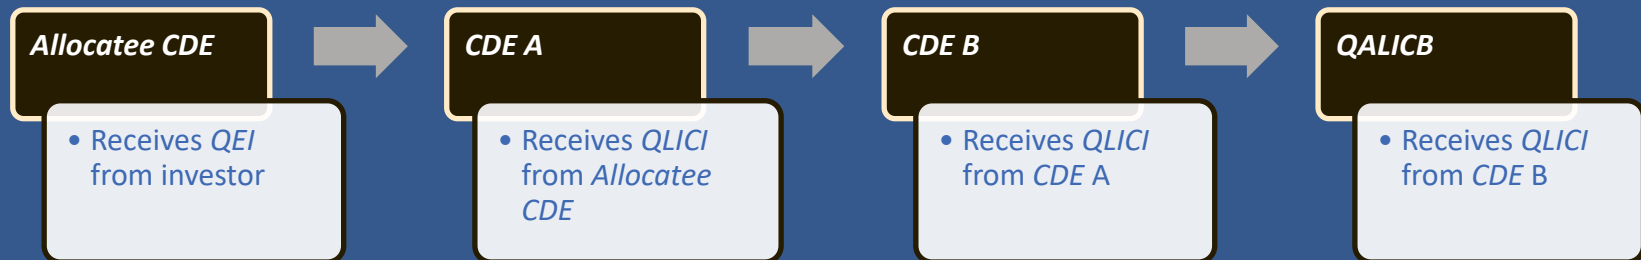 Allocatee CDE
• Receives QEI
from investor
CDE A
• Receives QLICI
from Allocatee
CDE
CDE B
• Receives QLICI
from CDE A
QALICB
• Receives QLICI
from CDE B